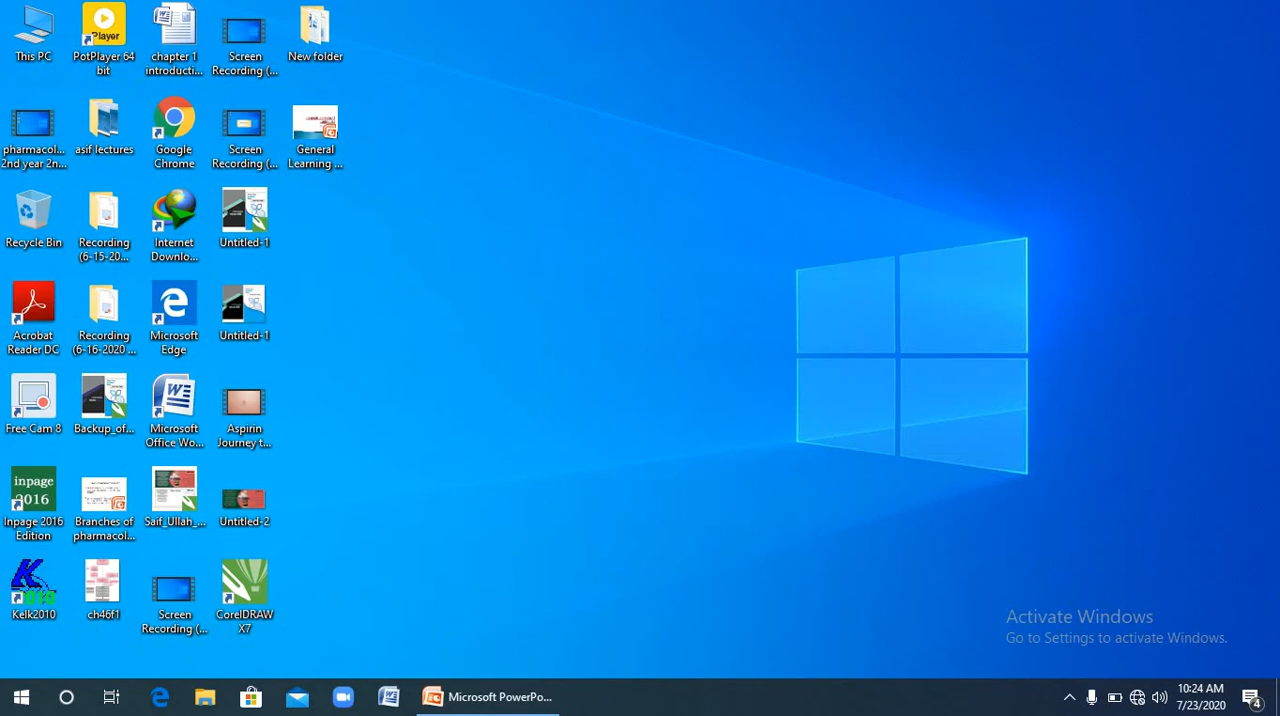 This PC
Player
PotPlayer 64
bit
chapter 1
introducti...
Screen
Recording (...
New folder
pharmacol...
2nd year 2n...
asif lectures
Google
Chrome
Screen
Recording (...
General
Learning ...
Recycle Bin
Recording
(6-15-20...
Internet
Downlo...
Untitled-1
Acrobat
Reader DC
Recording
(6-16-2020 ...
Microsoft
Edge
Untitled-1
Free Cam 8
Backup_of...
Microsoft
Office Wo...
Aspirin
Journey t...
inpage
2016
Inpage 2016
Edition
Branches of
pharmacol...
Saif_Ullah_...
Untitled-2
Kelk2010
ch46f1
Screen
Recording (...
CorelDRAW
X7
Activate Windows
Go to Settings to activate Windows.
Microsoft PowerPo...
10:24 AM
7/23/2020
4